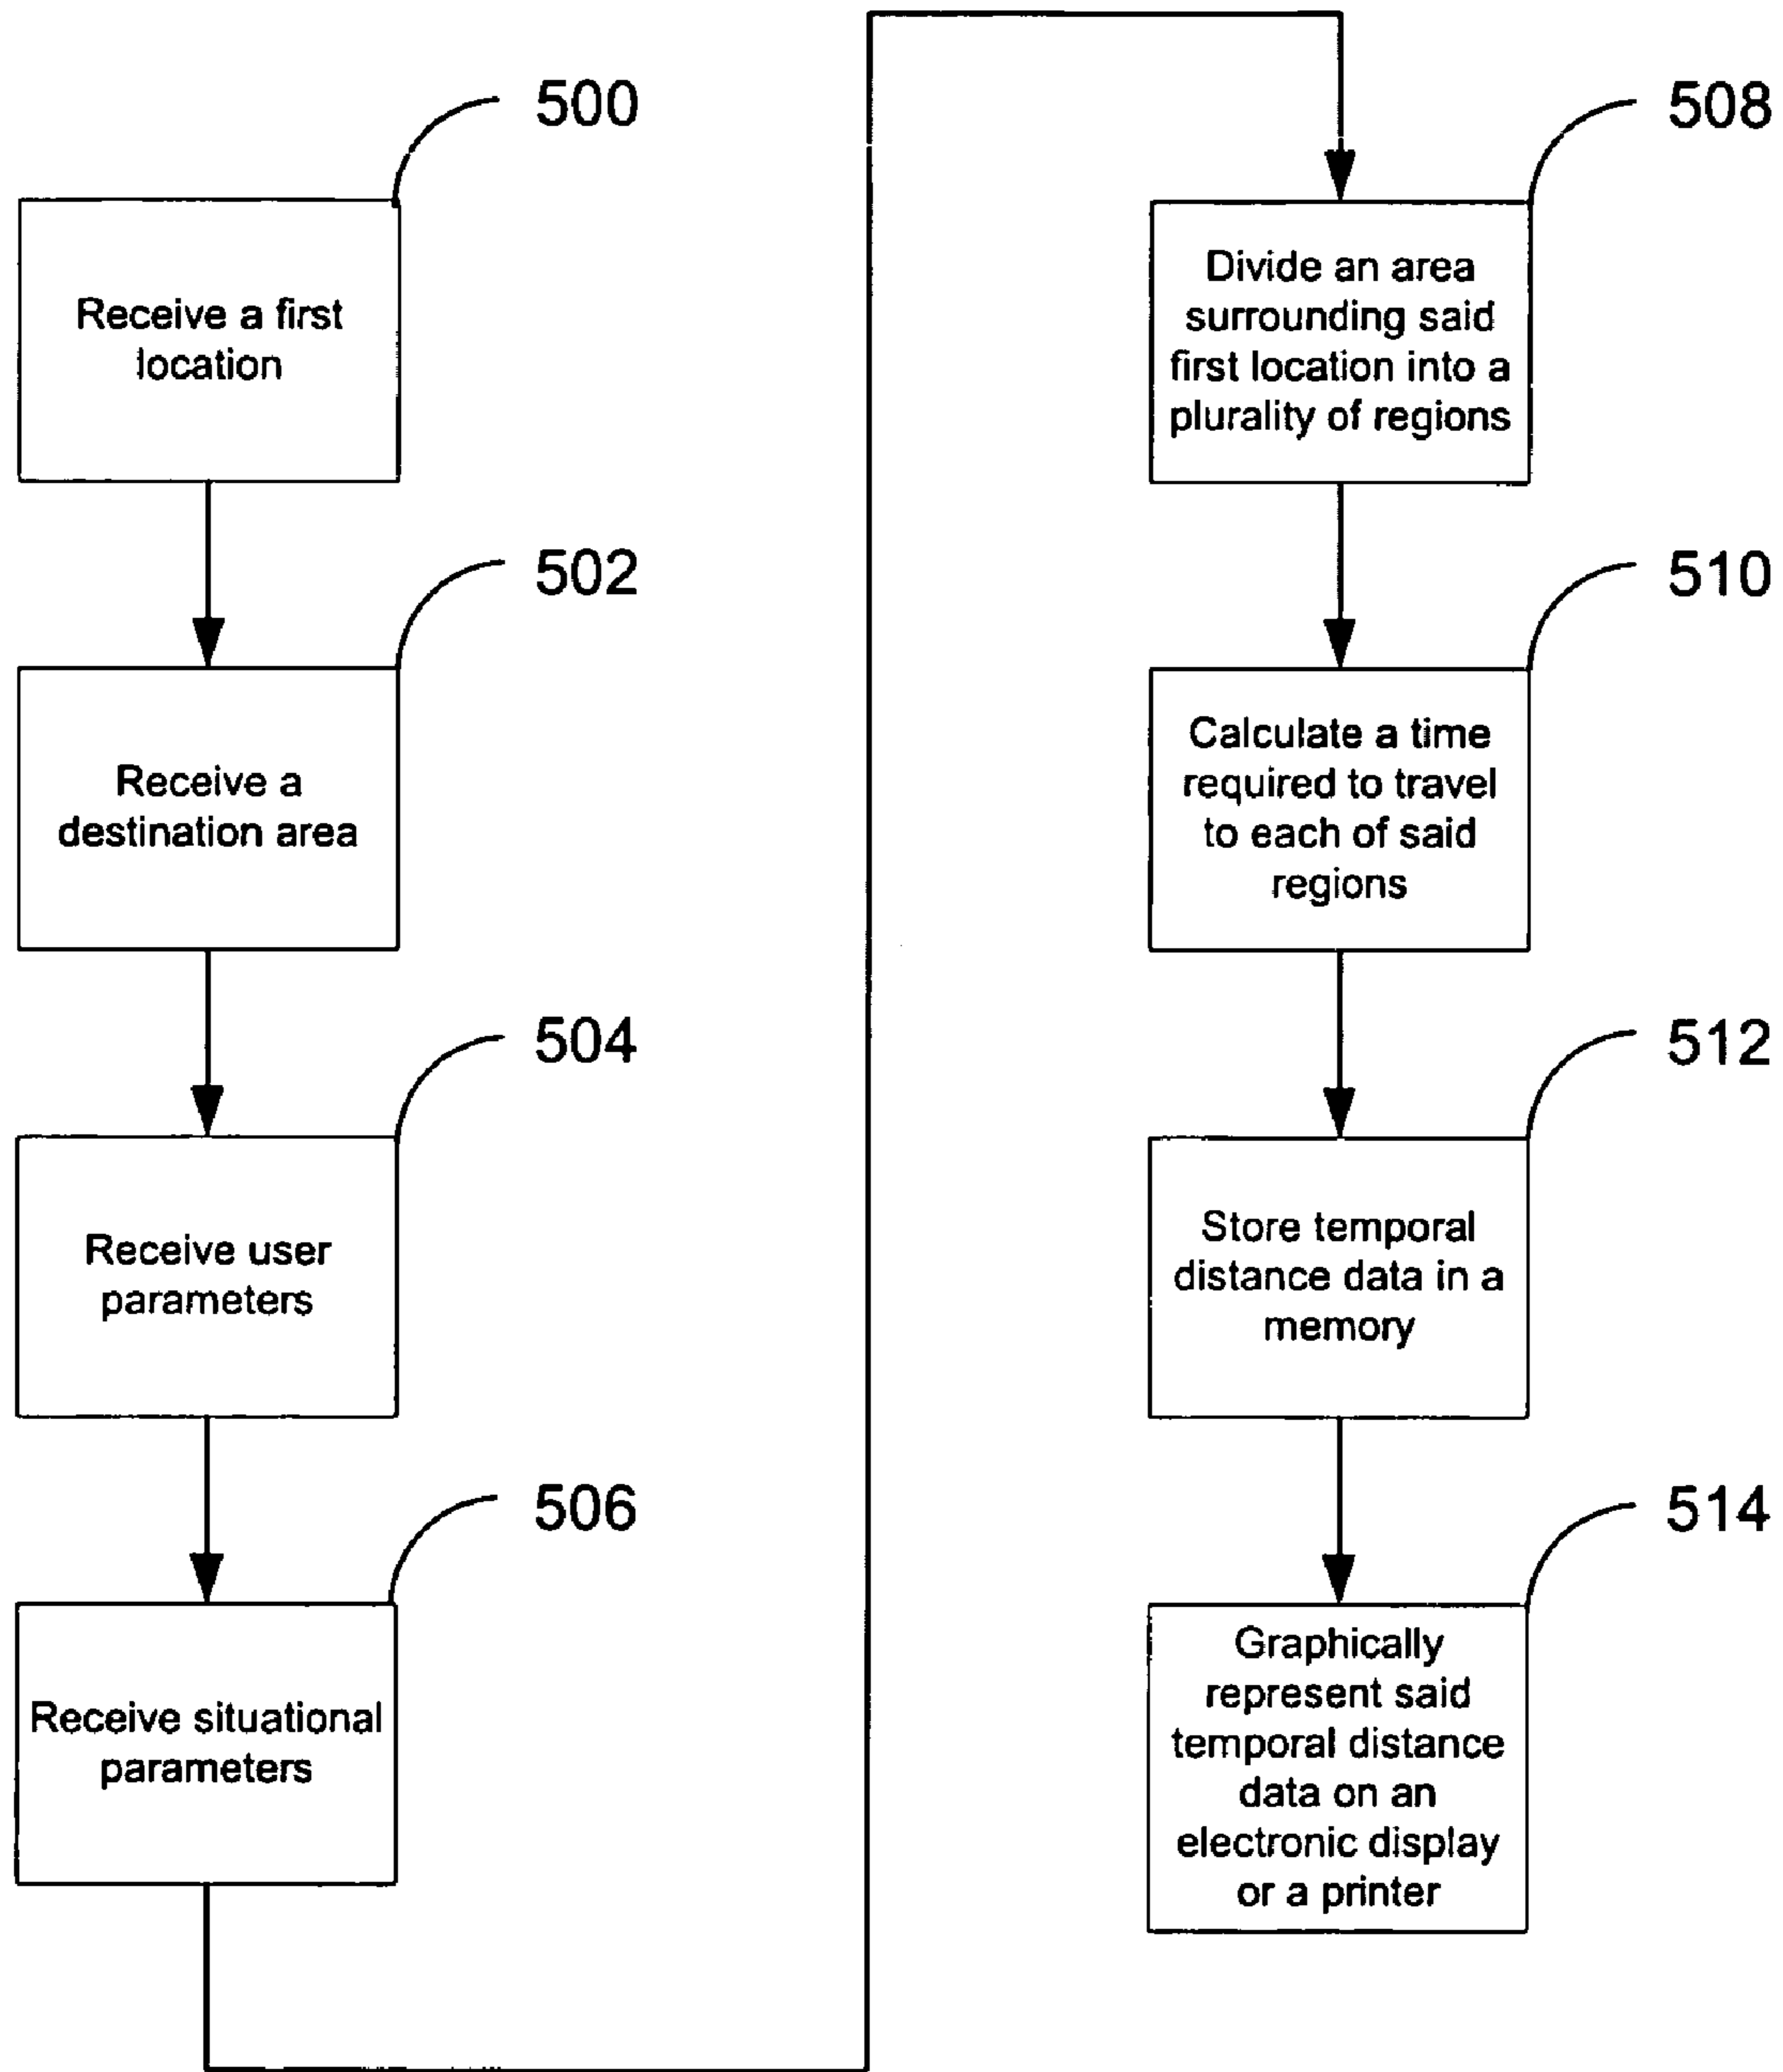 500
Receive a first
location
502
Receive a
destination area
504
Receive user
parameters
506
Receive situational
parameters
508
Divide an area
surrounding said
first location into a
plurality of regions
510
Calculate a time
required to travel
to each of said
regions
512
Store temporal
distance data in a
memory
514
Graphically
represent said
temporal distance
data on an
electronic display
or a printer